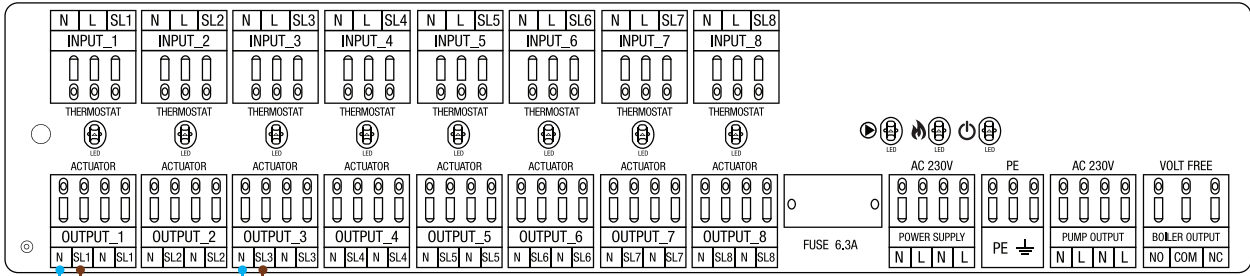 N L SL1 N L SL2 N L SL3 N L SL4 N L SL5 N L SL6 N L SL7 N L SL8
INPUT_1 INPUT_2 INPUT_3 INPUT_4 INPUT_5 INPUT_6 INPUT_7 INPUT_8
THERMOSTAT THERMOSTAT THERMOSTAT THERMOSTAT THERMOSTAT THERMOSTAT THERMOSTAT THERMOSTAT
LED LED LED LED LED LED LED LED LED LED LED
ACTUATOR ACTUATOR ACTUATOR ACTUATOR ACTUATOR ACTUATOR ACTUATOR ACTUATOR AC 230V PE AC 230V VOLT FREE
OUTPUT_1 OUTPUT_2 OUTPUT_3 OUTPUT_4 OUTPUT_5 OUTPUT_6 OUTPUT_7 OUTPUT_8 FUSE 6.3A POWER SUPPLY PE PUMP OUTPUT BOILER OUTPUT
N SL1 N SL1 N SL2 N SL2 N SL3 N SL3 N SL4 N SL4 N SL5 N SL5 N SL6 N SL6 N SL7 N SL7 N SL8 N SL8 N L N L N L N L NO COM NC